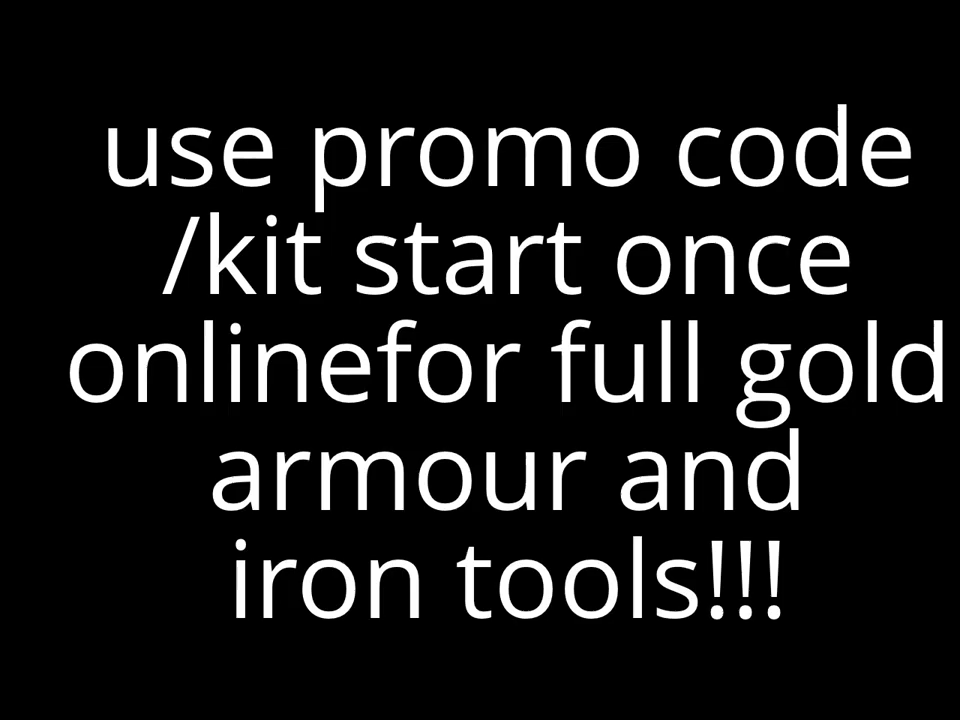 use promo code
/kit start once
onlinefor full gold
armour and
iron tools!!!